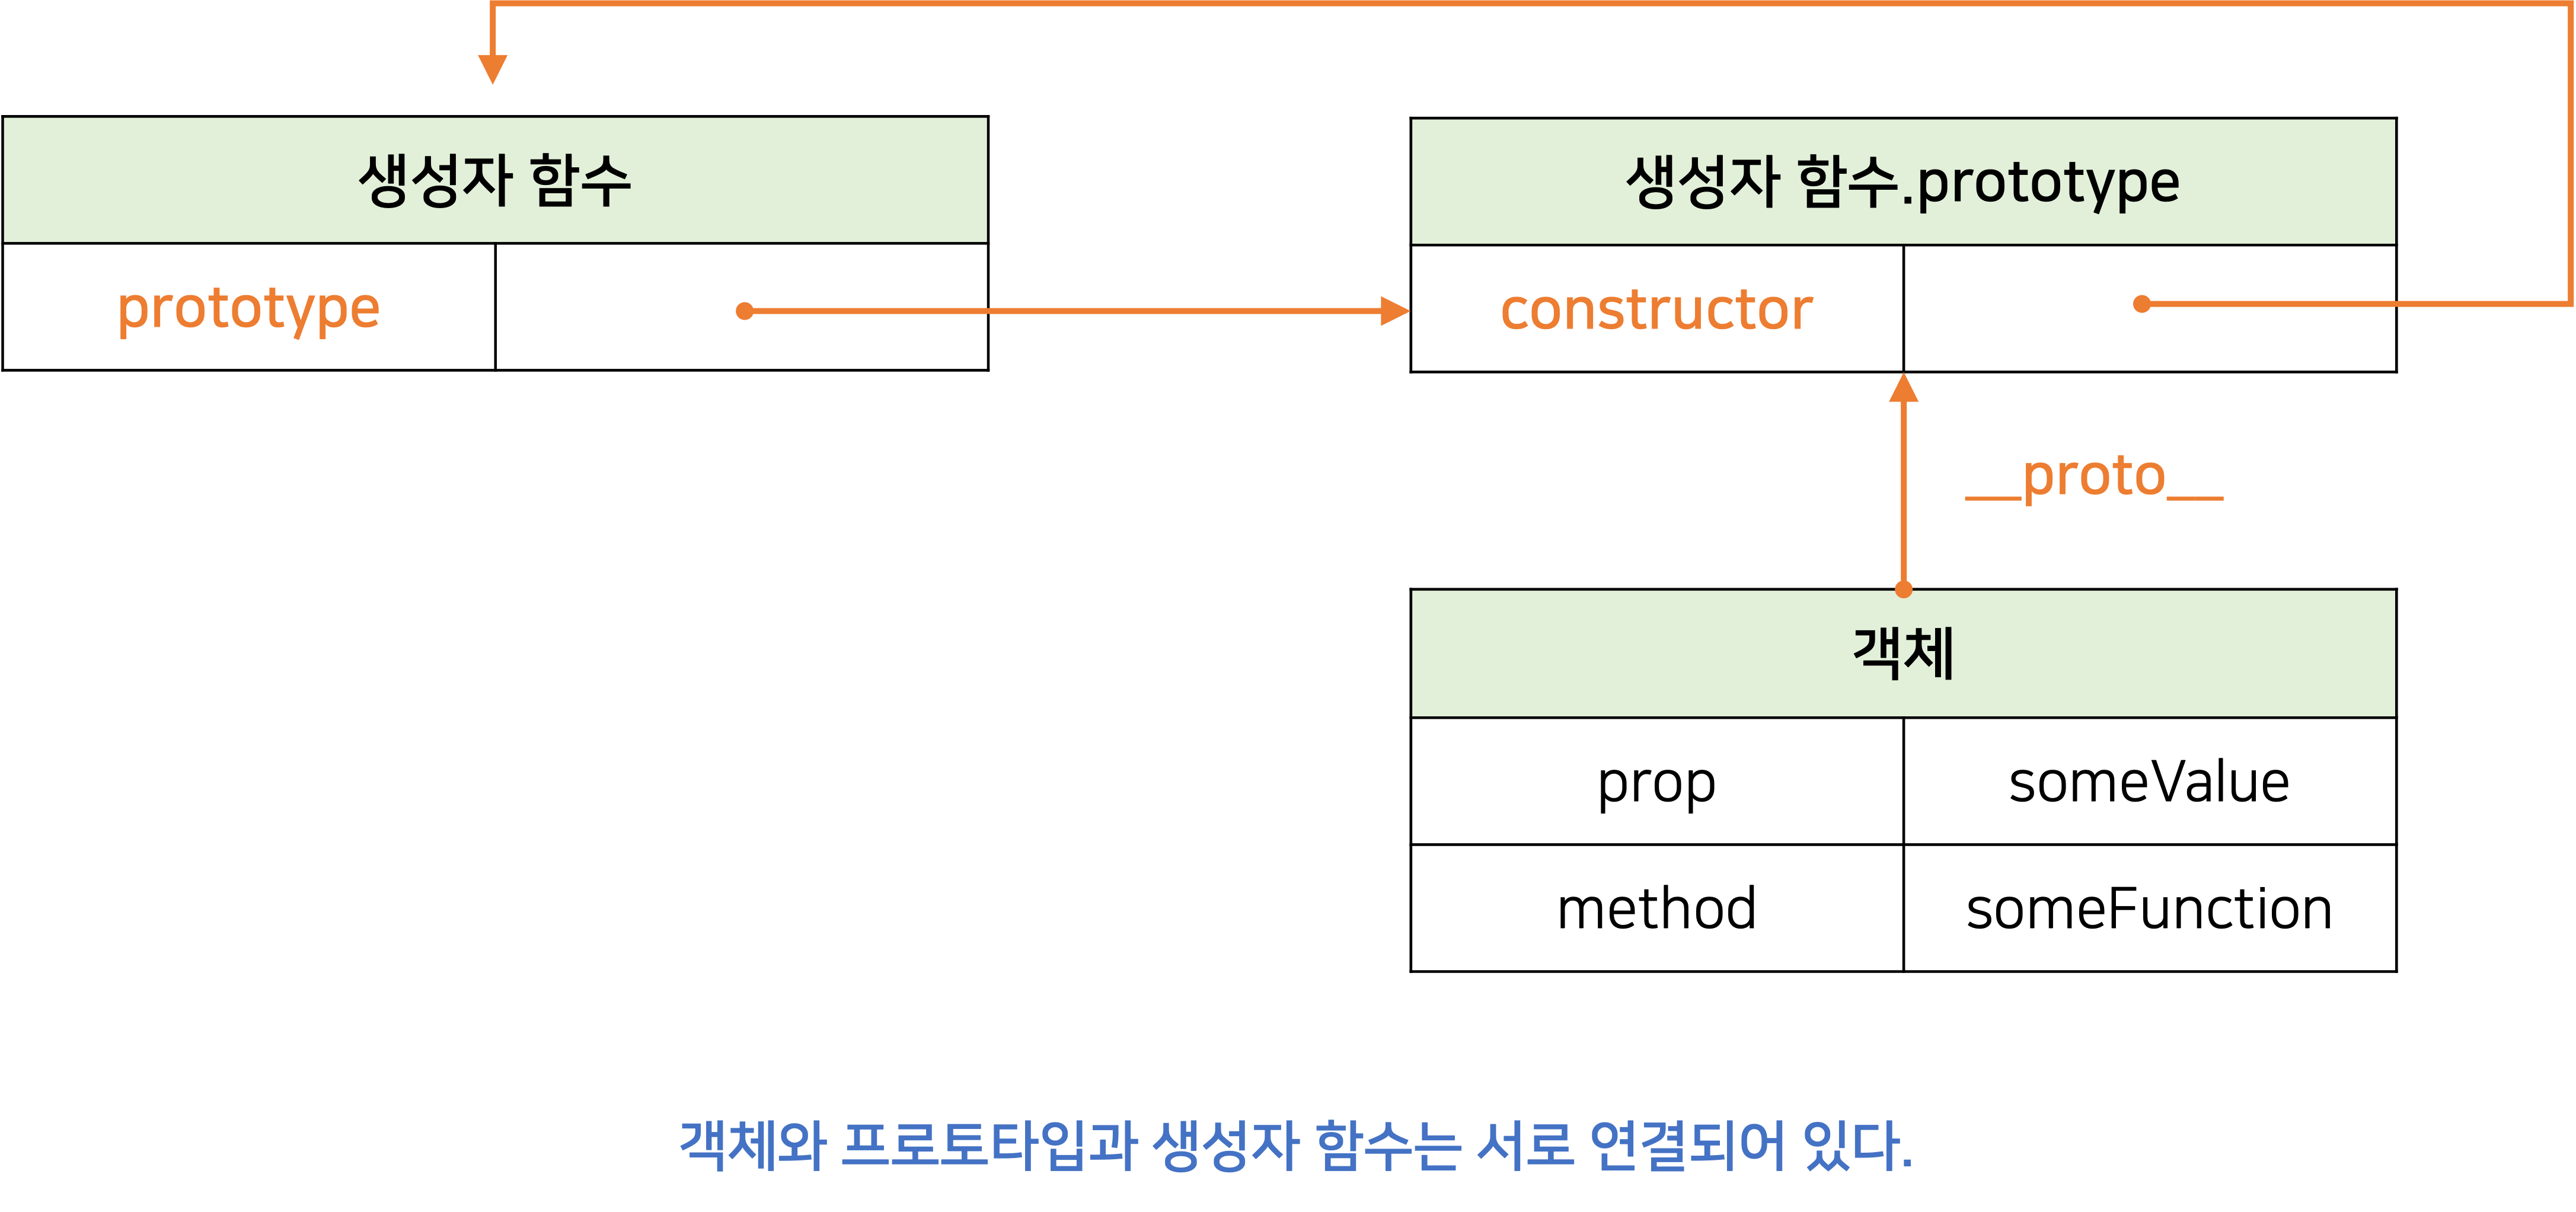 생성자 함수
prototype
생성자 함수.prototype
constructor
__proto__
객체
prop
someValue
method
someFunction
객체와 프로토타입과 생성자 함수는 서로 연결되어 있다.